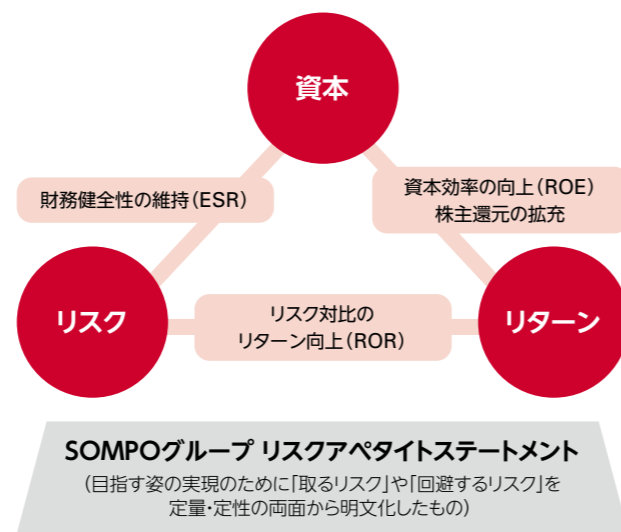 資本
財務健全性の維持(ESR)
資本効率の向上(ROE)
株主還元の拡充
リスク
リスク対比の
リターン向上(ROR)
リターン
SOMPOグループ リスクアペタイトステートメント
(目指す姿の実現のために「取るリスク」や「回避するリスク」を
定量・定性の両面から明文化したもの)